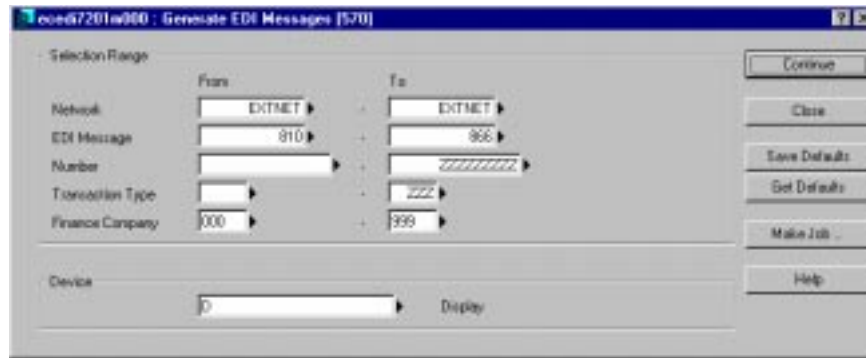 ecedi7201m000 : Generate EDI Messages [570]
Selection Range
From To
Network EXTNET - EXTNET
EDI Message 810 - 866
Number - ZZZZZZZZZZ
Transaction Type - ZZZ
Finance Company 000 - 999
Device
D Display
Continue
Close
Save Defaults
Get Defaults
Make Job ...
Help